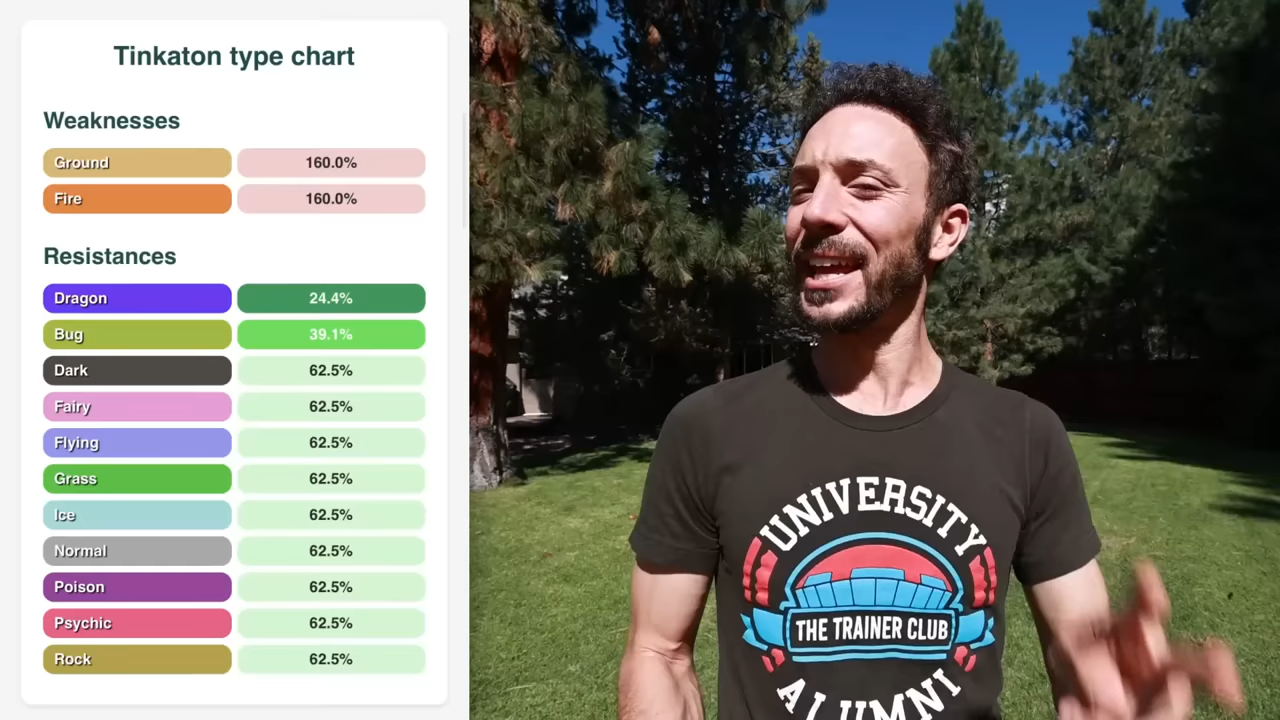 Tinkaton type chart
Weaknesses
Ground 160.0%
Fire 160.0%
Resistances
Dragon 24.4%
Bug 39.1%
Dark 62.5%
Fairy 62.5%
Flying 62.5%
Grass 62.5%
Ice 62.5%
Normal 62.5%
Poison 62.5%
Psychic 62.5%
Rock 62.5%
UNIVERSITY
THE TRAINER CLUB
ALUMNI